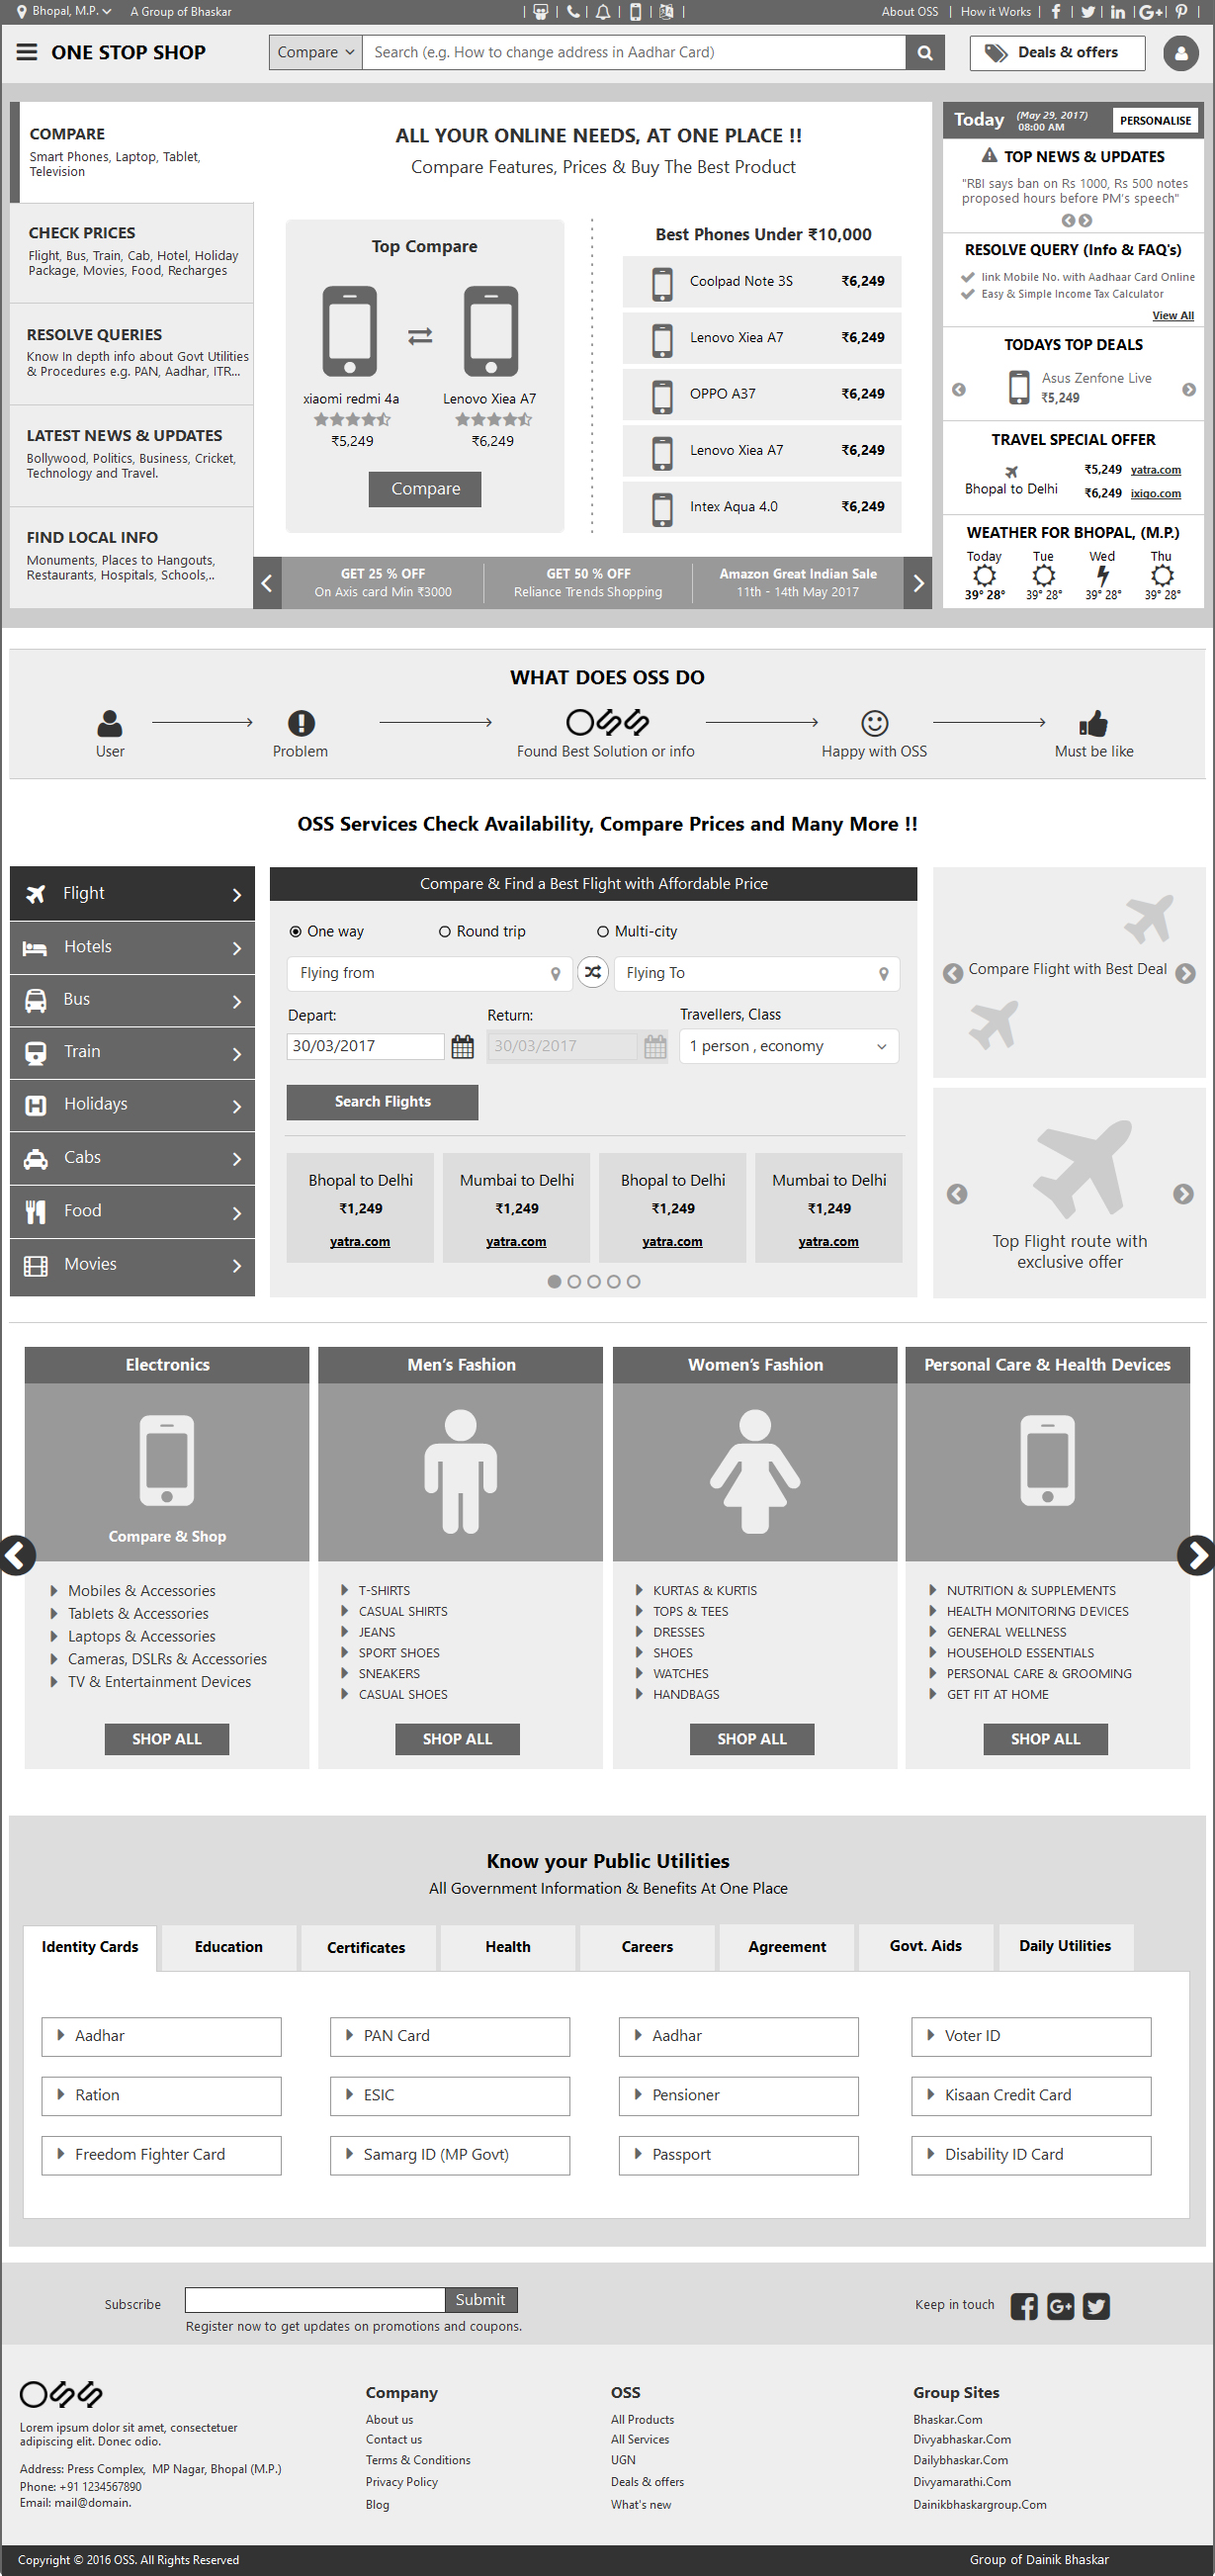 Bhopal, M.P.
A Group of Bhaskar
About OSS
How it Works
ONE STOP SHOP
Compare
Search (e.g. How to change address in Aadhar Card)
Deals & offers
COMPARE
Smart Phones, Laptop, Tablet,
Television
CHECK PRICES
Flight, Bus, Train, Cab, Hotel, Holiday
Package, Movies, Food, Recharges
RESOLVE QUERIES
Know In depth info about Govt Utilities
& Procedures e.g. PAN, Aadhar, ITR...
LATEST NEWS & UPDATES
Bollywood, Politics, Business, Cricket,
Technology and Travel.
FIND LOCAL INFO
Monuments, Places to Hangouts,
Restaurants, Hospitals, Schools,..
ALL YOUR ONLINE NEEDS, AT ONE PLACE !!
Compare Features, Prices & Buy The Best Product
Top Compare
xiaomi redmi 4a
₹5,249
Lenovo Xiea A7
₹6,249
Compare
Best Phones Under ₹10,000
Coolpad Note 3S ₹6,249
Lenovo Xiea A7 ₹6,249
OPPO A37 ₹6,249
Lenovo Xiea A7 ₹6,249
Intex Aqua 4.0 ₹6,249
GET 25 % OFF
On Axis card Min ₹3000
GET 50 % OFF
Reliance Trends Shopping
Amazon Great Indian Sale
11th - 14th May 2017
Today
(May 29, 2017)
08:00 AM
PERSONALISE
TOP NEWS & UPDATES
"RBI says ban on Rs 1000, Rs 500 notes
proposed hours before PM's speech"
RESOLVE QUERY (Info & FAQ's)
link Mobile No. with Aadhaar Card Online
Easy & Simple Income Tax Calculator
View All
TODAYS TOP DEALS
Asus Zenfone Live
₹5,249
TRAVEL SPECIAL OFFER
Bhopal to Delhi
₹5,249 yatra.com
₹6,249 ixigo.com
WEATHER FOR BHOPAL, (M.P.)
Today Tue Wed Thu
39° 28° 39° 28° 39° 28° 39° 28°
WHAT DOES OSS DO
User
Problem
OSS
Found Best Solution or info
Happy with OSS
Must be like
OSS Services Check Availability, Compare Prices and Many More !!
Flight
Hotels
Bus
Train
Holidays
Cabs
Food
Movies
Compare & Find a Best Flight with Affordable Price
One way
Round trip
Multi-city
Flying from
Flying To
Depart:
Return:
Travellers, Class
30/03/2017
30/03/2017
1 person , economy
Search Flights
Bhopal to Delhi
₹1,249
yatra.com
Mumbai to Delhi
₹1,249
yatra.com
Bhopal to Delhi
₹1,249
yatra.com
Mumbai to Delhi
₹1,249
yatra.com
Compare Flight with Best Deal
Top Flight route with
exclusive offer
Electronics
Compare & Shop
Mobiles & Accessories
Tablets & Accessories
Laptops & Accessories
Cameras, DSLRs & Accessories
TV & Entertainment Devices
SHOP ALL
Men's Fashion
T-SHIRTS
CASUAL SHIRTS
JEANS
SPORT SHOES
SNEAKERS
CASUAL SHOES
SHOP ALL
Women's Fashion
KURTAS & KURTIS
TOPS & TEES
DRESSES
SHOES
WATCHES
HANDBAGS
SHOP ALL
Personal Care & Health Devices
NUTRITION & SUPPLEMENTS
HEALTH MONITORING DEVICES
GENERAL WELLNESS
HOUSEHOLD ESSENTIALS
PERSONAL CARE & GROOMING
GET FIT AT HOME
SHOP ALL
Know your Public Utilities
All Government Information & Benefits At One Place
Identity Cards
Education
Certificates
Health
Careers
Agreement
Govt. Aids
Daily Utilities
Aadhar
PAN Card
Aadhar
Voter ID
Ration
ESIC
Pensioner
Kisaan Credit Card
Freedom Fighter Card
Samarg ID (MP Govt)
Passport
Disability ID Card
Subscribe
Submit
Register now to get updates on promotions and coupons.
Keep in touch
OSS
Lorem ipsum dolor sit amet, consectetuer
adipiscing elit. Donec odio.
Address: Press Complex, MP Nagar, Bhopal (M.P.)
Phone: +91 1234567890
Email: mail@domain.
Company
About us
Contact us
Terms & Conditions
Privacy Policy
Blog
OSS
All Products
All Services
UGN
Deals & offers
What's new
Group Sites
Bhaskar.Com
Divyabhaskar.Com
Dailybhaskar.Com
Divyamarathi.Com
Dainikbhaskargroup.Com
Copyright © 2016 OSS. All Rights Reserved
Group of Dainik Bhaskar